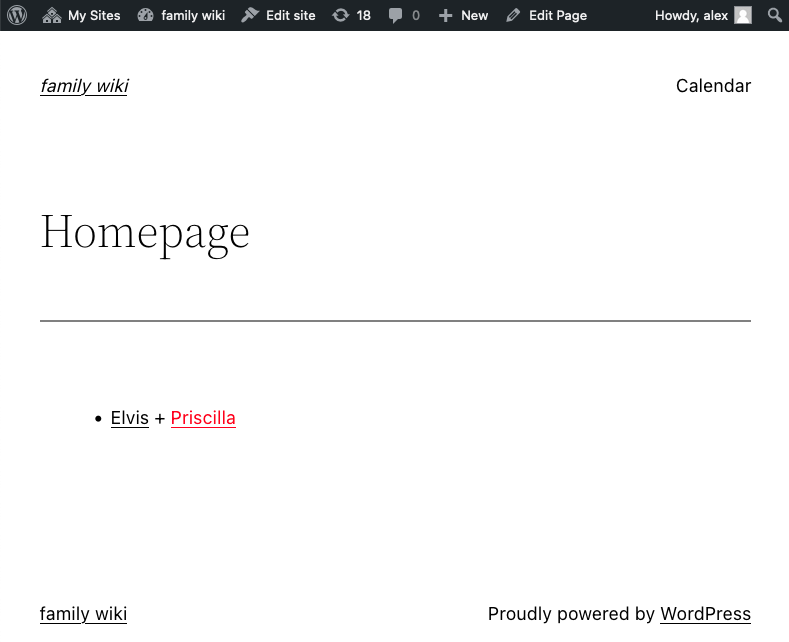 My Sites family wiki Edit site 18 0 New Edit Page Howdy, alex
family wiki Calendar
Homepage
• Elvis + Priscilla
family wiki Proudly powered by WordPress